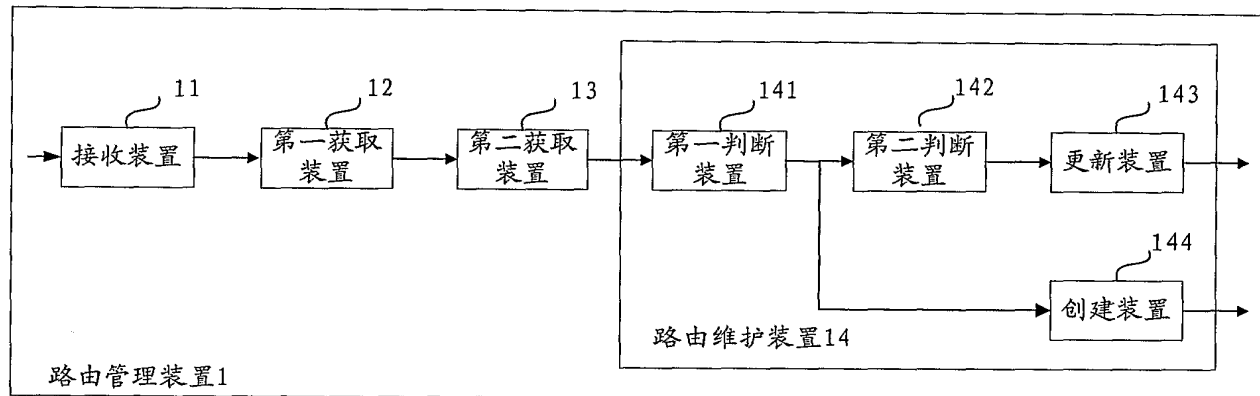 11
12
13
141
142
143
接收装置
第一获取
装置
第二获取
装置
第一判断
装置
第二判断
装置
更新装置
144
创建装置
路由维护装置14
路由管理装置1